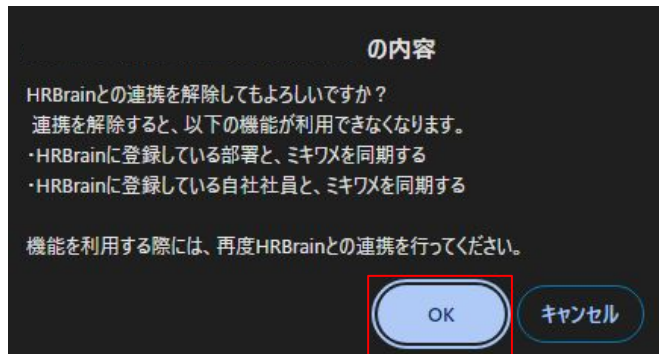 の内容
HRBrainとの連携を解除してもよろしいですか？
連携を解除すると、以下の機能が利用できなくなります。
・HRBrainに登録している部署と、ミキワメを同期する
・HRBrainに登録している自社社員と、ミキワメを同期する
機能を利用する際には、再度HRBrainとの連携を行ってください。
OK キャンセル